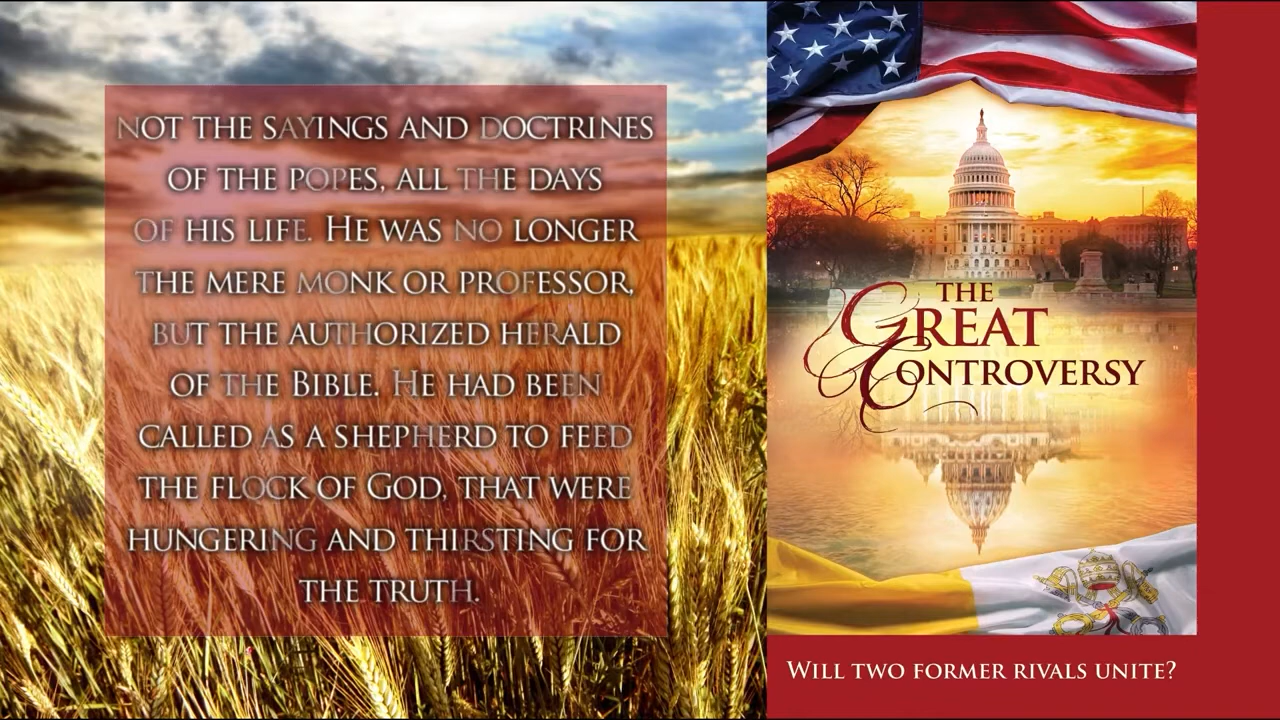 NOT THE SAYINGS AND DOCTRINES
OF THE POPES, ALL THE DAYS
OF HIS LIFE. HE WAS NO LONGER
THE MERE MONK OR PROFESSOR,
BUT THE AUTHORIZED HERALD
OF THE BIBLE. HE HAD BEEN
CALLED AS A SHEPHERD TO FEED
THE FLOCK OF GOD, THAT WERE
HUNGERING AND THIRSTING FOR
THE TRUTH.
THE
GREAT
CONTROVERSY
WILL TWO FORMER RIVALS UNITE?